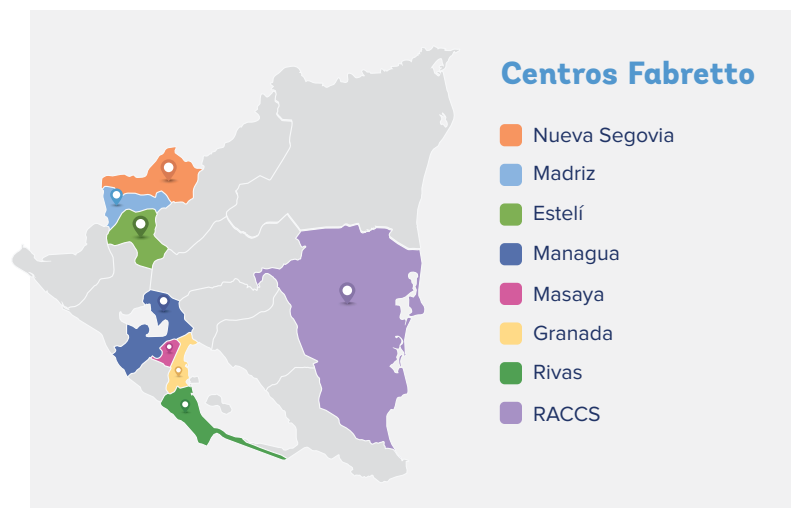 Centros Fabretto
Nueva Segovia
Madriz
Estelí
Managua
Masaya
Granada
Rivas
RACCS